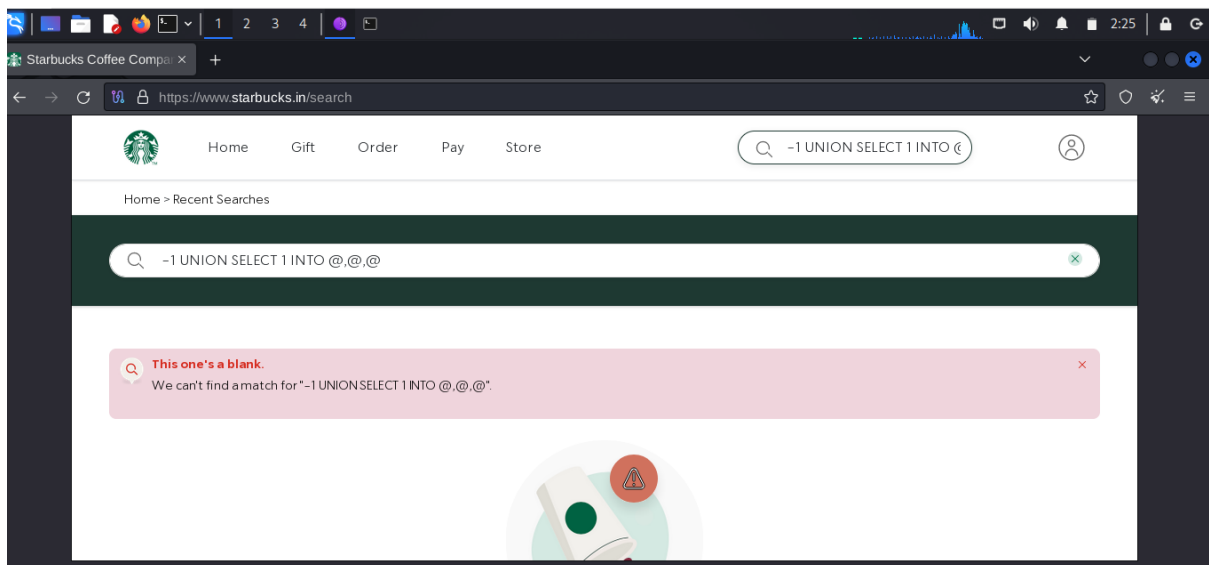 1 2 3 4 2:25
Starbucks Coffee Compa
https://www.starbucks.in/search
Home Gift Order Pay Store -1 UNION SELECT 1 INTO @
Home > Recent Searches
-1 UNION SELECT 1 INTO @,@,@
This one's a blank.
We can't find a match for "-1 UNION SELECT 1 INTO @,@,@".